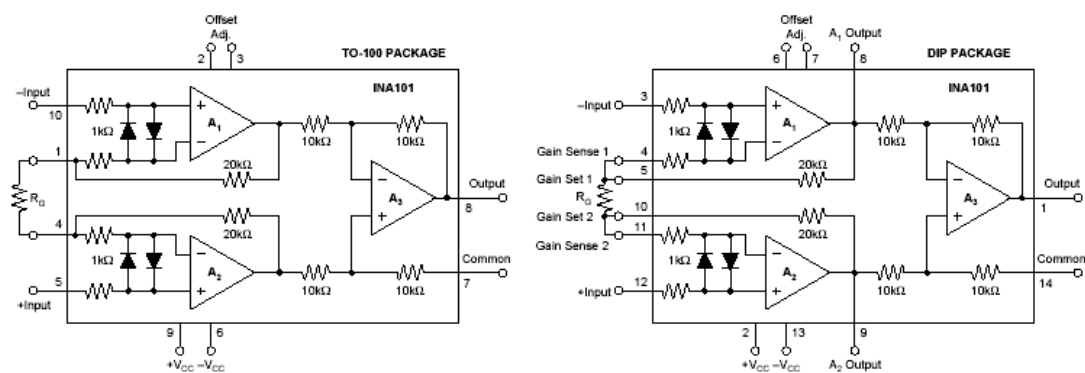 Offset
Adj.
2 3
TO-100 PACKAGE
INA101
–Input
10
1kΩ
A1
10kΩ
10kΩ
1
20kΩ
RG
A3
Output
8
4
20kΩ
1kΩ
A2
Common
7
5
+Input
10kΩ
10kΩ
9
6
+VCC –VCC
Offset
Adj.
A1 Output
6 7
8
DIP PACKAGE
INA101
–Input
3
1kΩ
A1
10kΩ
10kΩ
Gain Sense 1
4
Gain Set 1
5
20kΩ
RG
A3
Output
1
Gain Set 2
10
20kΩ
11
Gain Sense 2
1kΩ
A2
Common
14
+Input
12
10kΩ
10kΩ
2
13
9
+VCC –VCC
A2 Output